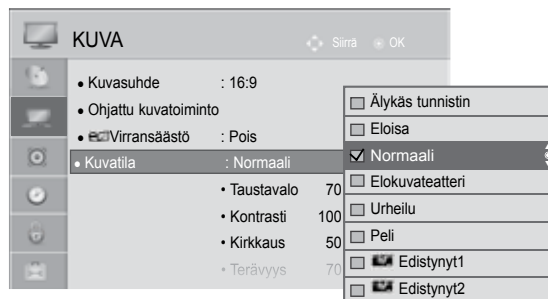 KUVA
Siirrä OK
• Kuvasuhde : 16:9
• Ohjattu kuvatoiminto
• Virransäästö : Pois
• Kuvatila : Normaali
• Taustavalo 70
• Kontrasti 100
• Kirkkaus 50
• Terävyys 70
Älykäs tunnistin
Eloisa
Normaali
Elokuvateatteri
Urheilu
Peli
Edistynyt1
Edistynyt2